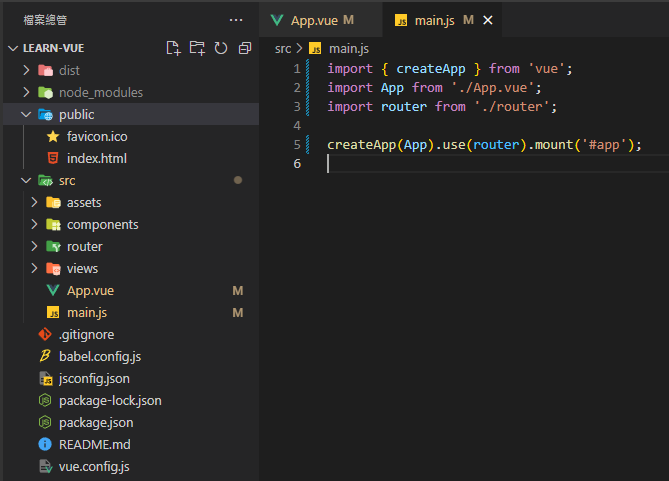 檔案總管 ···
LEARN-VUE
dist
node_modules
public
favicon.ico
index.html
src
assets
components
router
views
App.vue M
main.js M
.gitignore
babel.config.js
jsconfig.json
package-lock.json
package.json
README.md
vue.config.js
App.vue M JS main.js M ×
src > JS main.js
1 import { createApp } from 'vue';
2 import App from './App.vue';
3 import router from './router';
4
5 createApp(App).use(router).mount('#app');
6